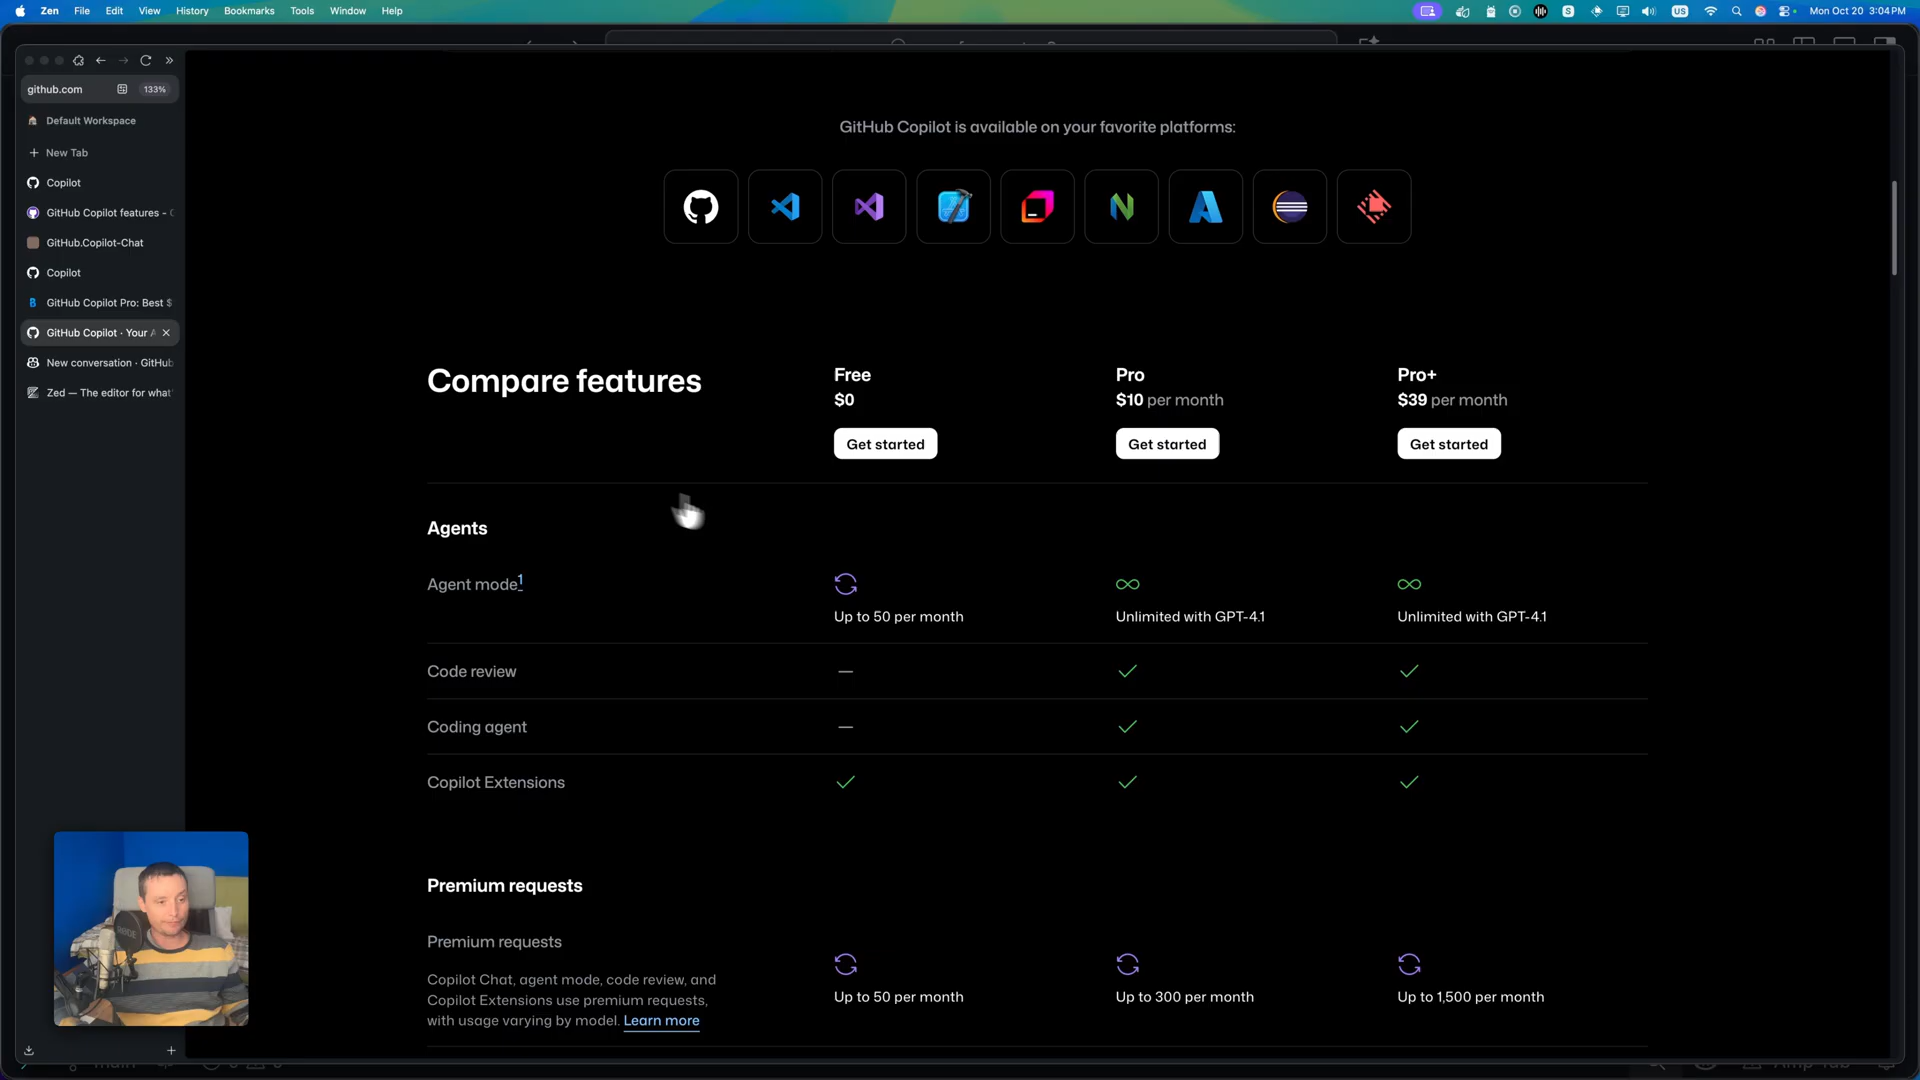 Zen File Edit View History Bookmarks Tools Window Help
US
Mon Oct 20 3:04 PM
github.com
133%
Default Workspace
New Tab
Copilot
GitHub Copilot features -
GitHub.Copilot-Chat
Copilot
GitHub Copilot Pro: Best $
GitHub Copilot · Your
New conversation · GitHub
Zed — The editor for what'
GitHub Copilot is available on your favorite platforms:
Compare features
Free
$0
Get started
Pro
$10 per month
Get started
Pro+
$39 per month
Get started
Agents
Agent mode1
Up to 50 per month
Unlimited with GPT-4.1
Unlimited with GPT-4.1
Code review
—
Coding agent
—
Copilot Extensions
Premium requests
Premium requests
Copilot Chat, agent mode, code review, and
Copilot Extensions use premium requests,
with usage varying by model. Learn more
Up to 50 per month
Up to 300 per month
Up to 1,500 per month
RØDE
main